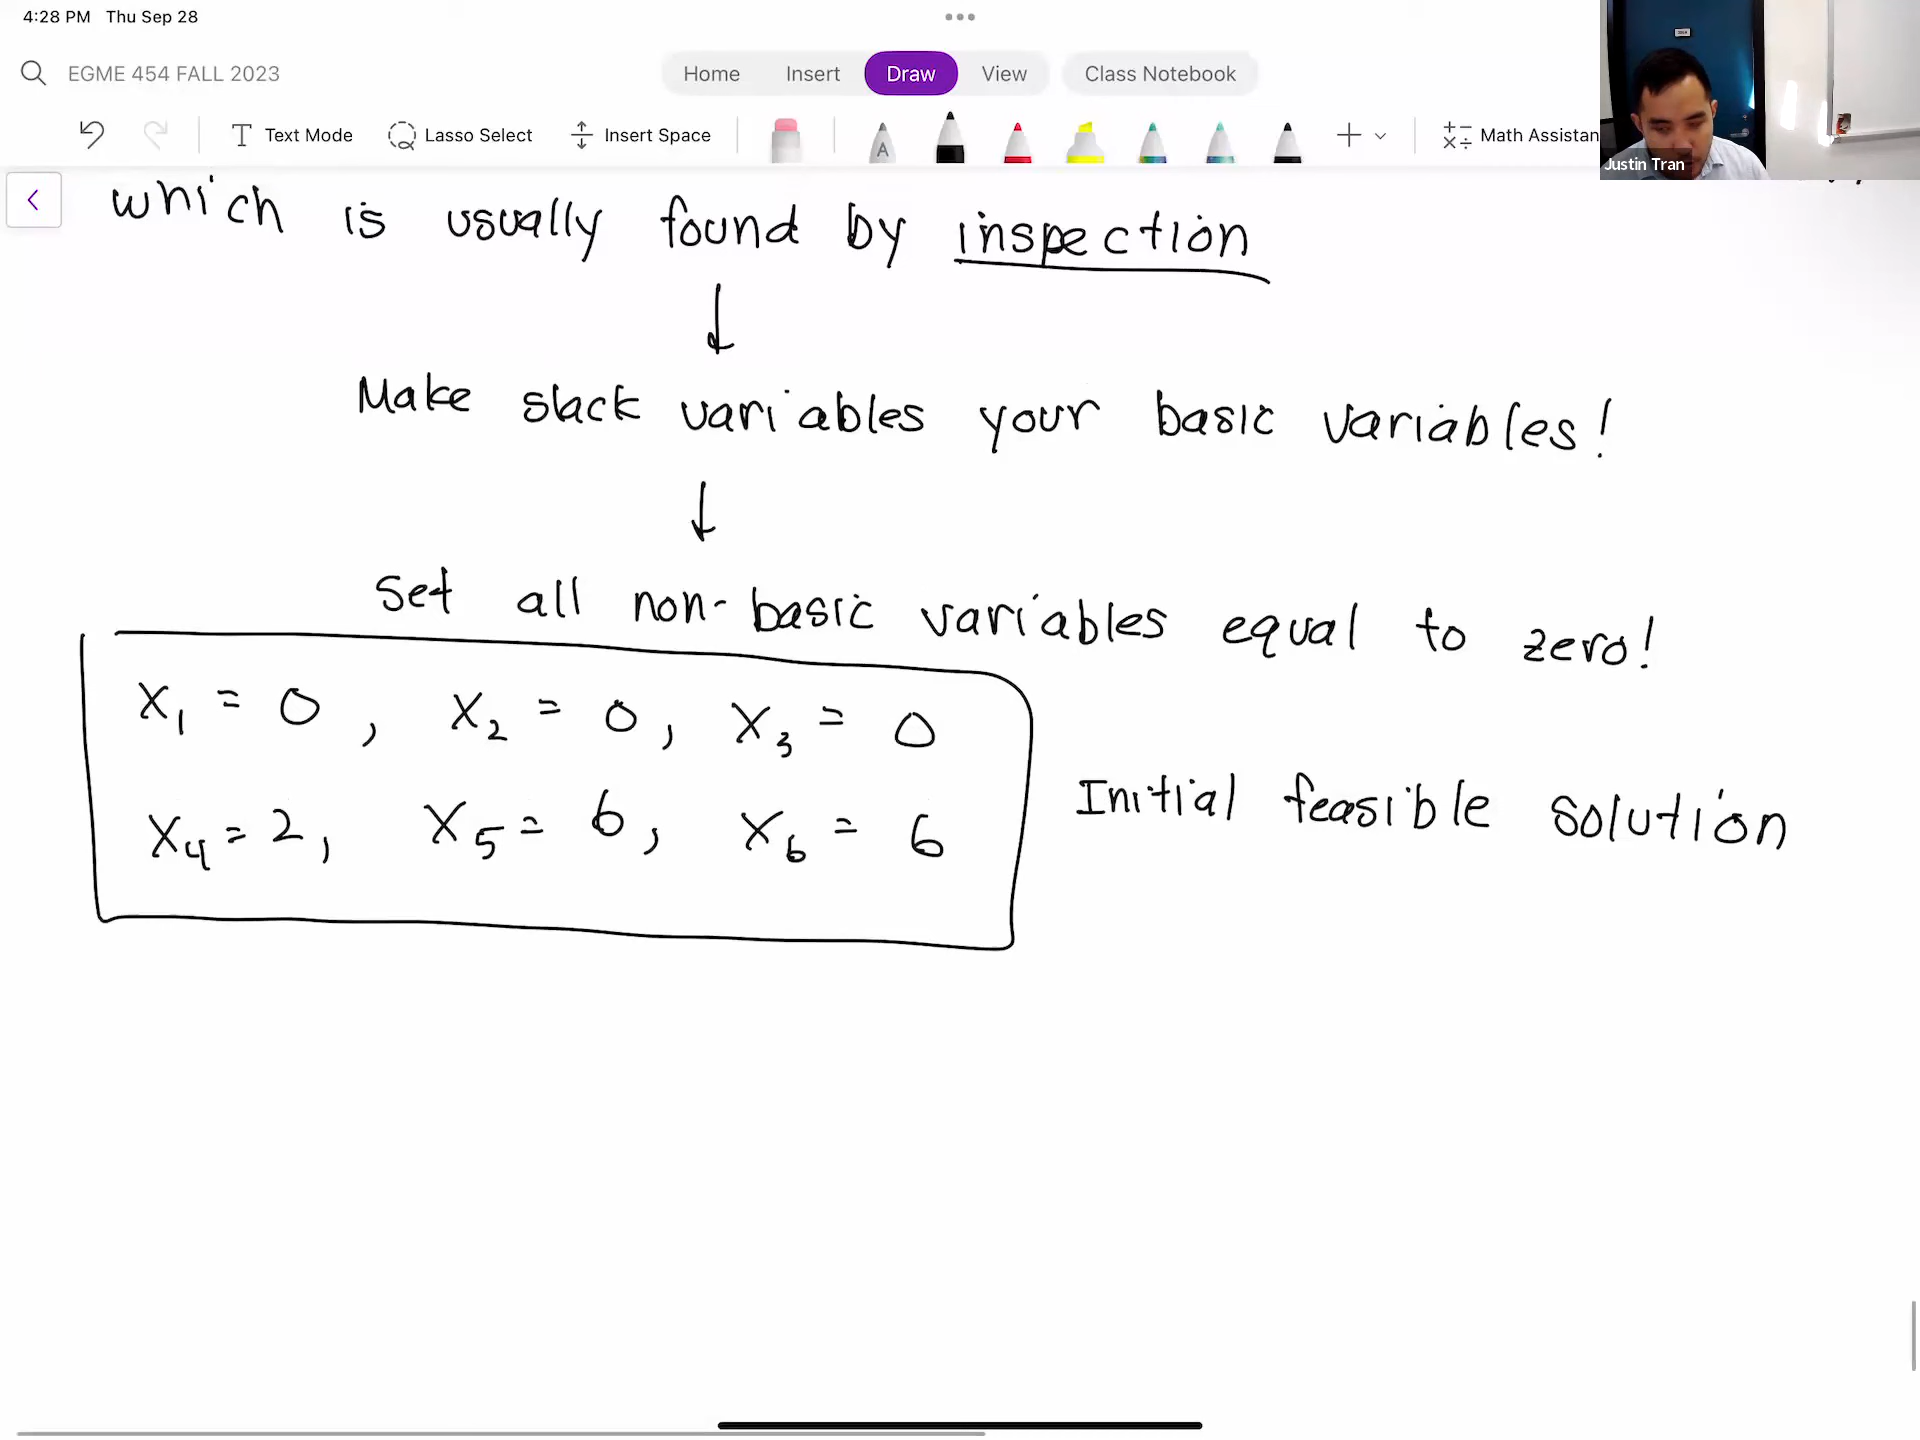 4:28 PM Thu Sep 28
EGME 454 FALL 2023
Home Insert Draw View Class Notebook
Text Mode Lasso Select Insert Space A Math Assistan
Justin Tran
which is usually found by inspection
↓
Make slack variables your basic variables!
↓
Set all non-basic variables equal to zero!
x₁ = 0, x₂ = 0, x₃ = 0
x₄ = 2, x₅ = 6, x₆ = 6
Initial feasible solution